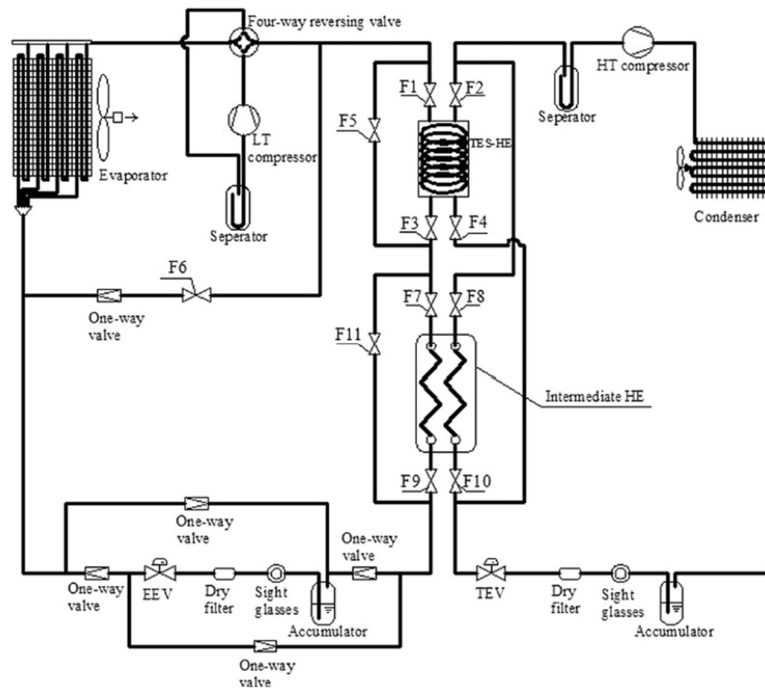 Four-way reversing valve
HT compressor
F1
F2
F5
LT
compressor
TES-HE
Seperator
Evaporator
Seperator
F3
F4
Condenser
F6
One-way
valve
F7
F8
F11
Intermediate HE
F9
F10
One-way
valve
One-way
valve
One-way
valve
EEV
Dry
filter
Sight
glasses
Accumulator
TEV
Dry
filter
Sight
glasses
Accumulator
One-way
valve